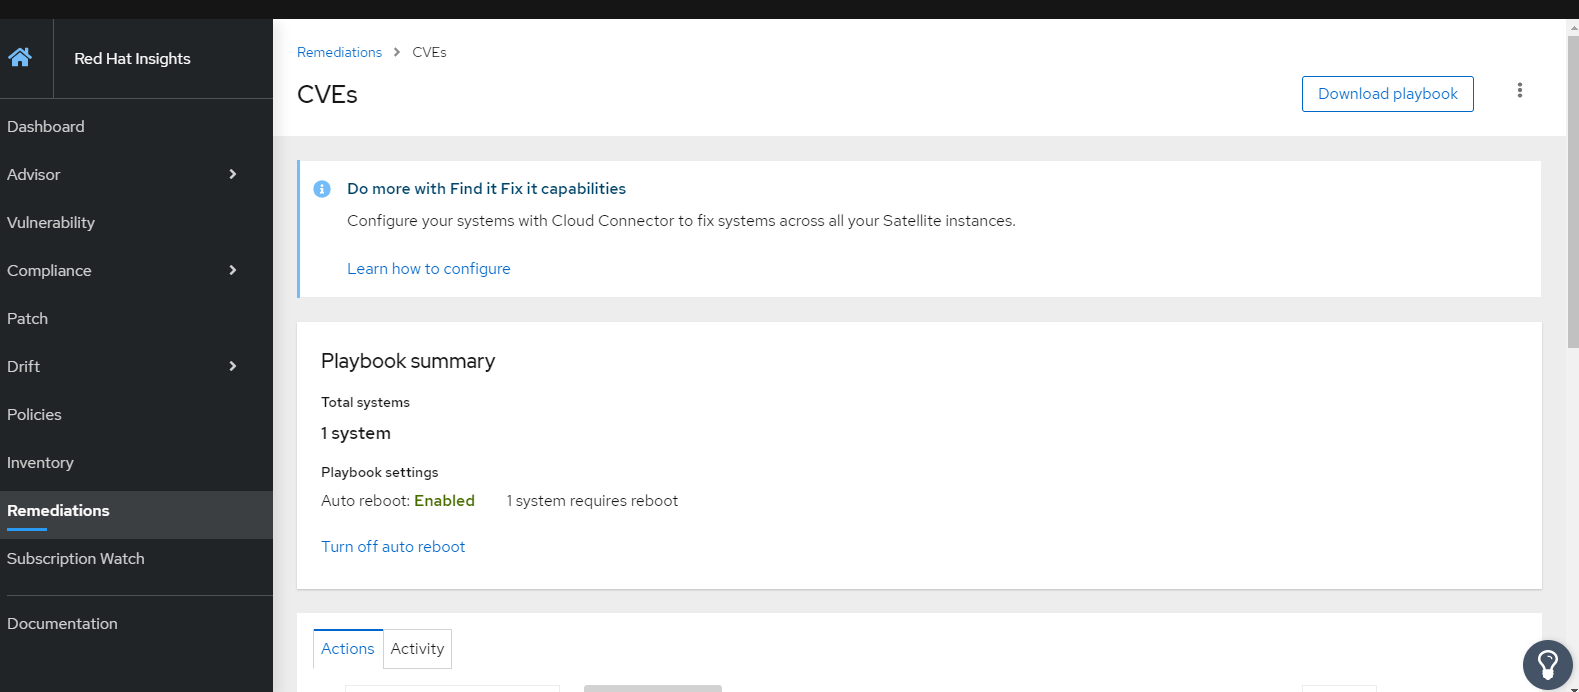 Red Hat Insights
Dashboard
Advisor
Vulnerability
Compliance
Patch
Drift
Policies
Inventory
Remediations
Subscription Watch
Documentation
Remediations > CVEs
CVEs
Download playbook
Do more with Find it Fix it capabilities
Configure your systems with Cloud Connector to fix systems across all your Satellite instances.
Learn how to configure
Playbook summary
Total systems
1 system
Playbook settings
Auto reboot: Enabled 1 system requires reboot
Turn off auto reboot
Actions Activity